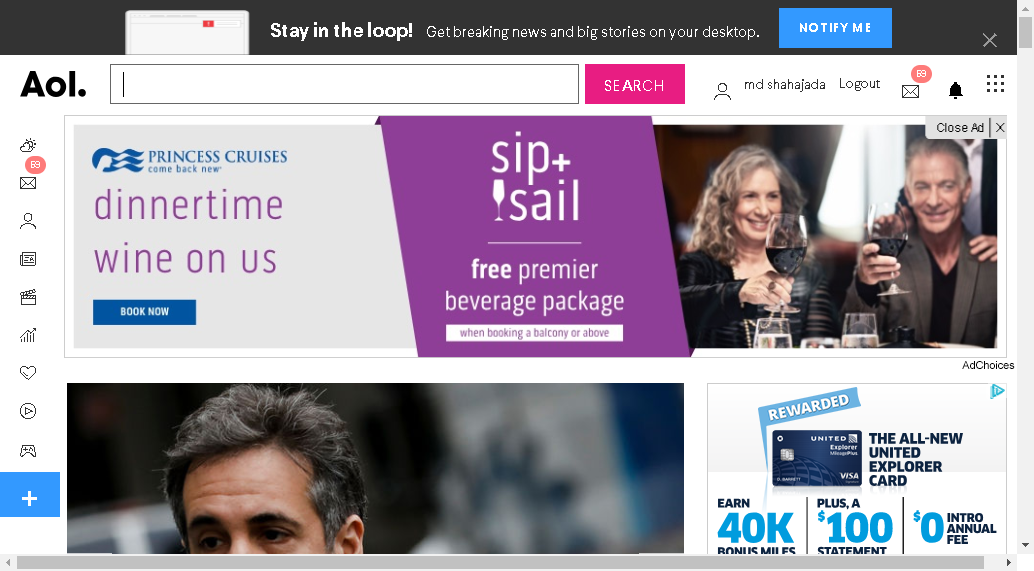 Stay in the loop! Get breaking news and big stories on your desktop.
NOTIFY ME
Aol.
SEARCH
md shahajada
Logout
59
Close Ad
X
59
PRINCESS CRUISES
come back new
dinnertime
wine on us
BOOK NOW
sip+
sail
free premier
beverage package
when booking a balcony or above
AdChoices
REWARDED
UNITED
Explorer
MileagePlus
VISA
THE ALL-NEW
UNITED
EXPLORER
CARD
EARN
40K
BONUS MILES
PLUS, A
$100
STATEMENT
$0 INTRO
ANNUAL
FEE